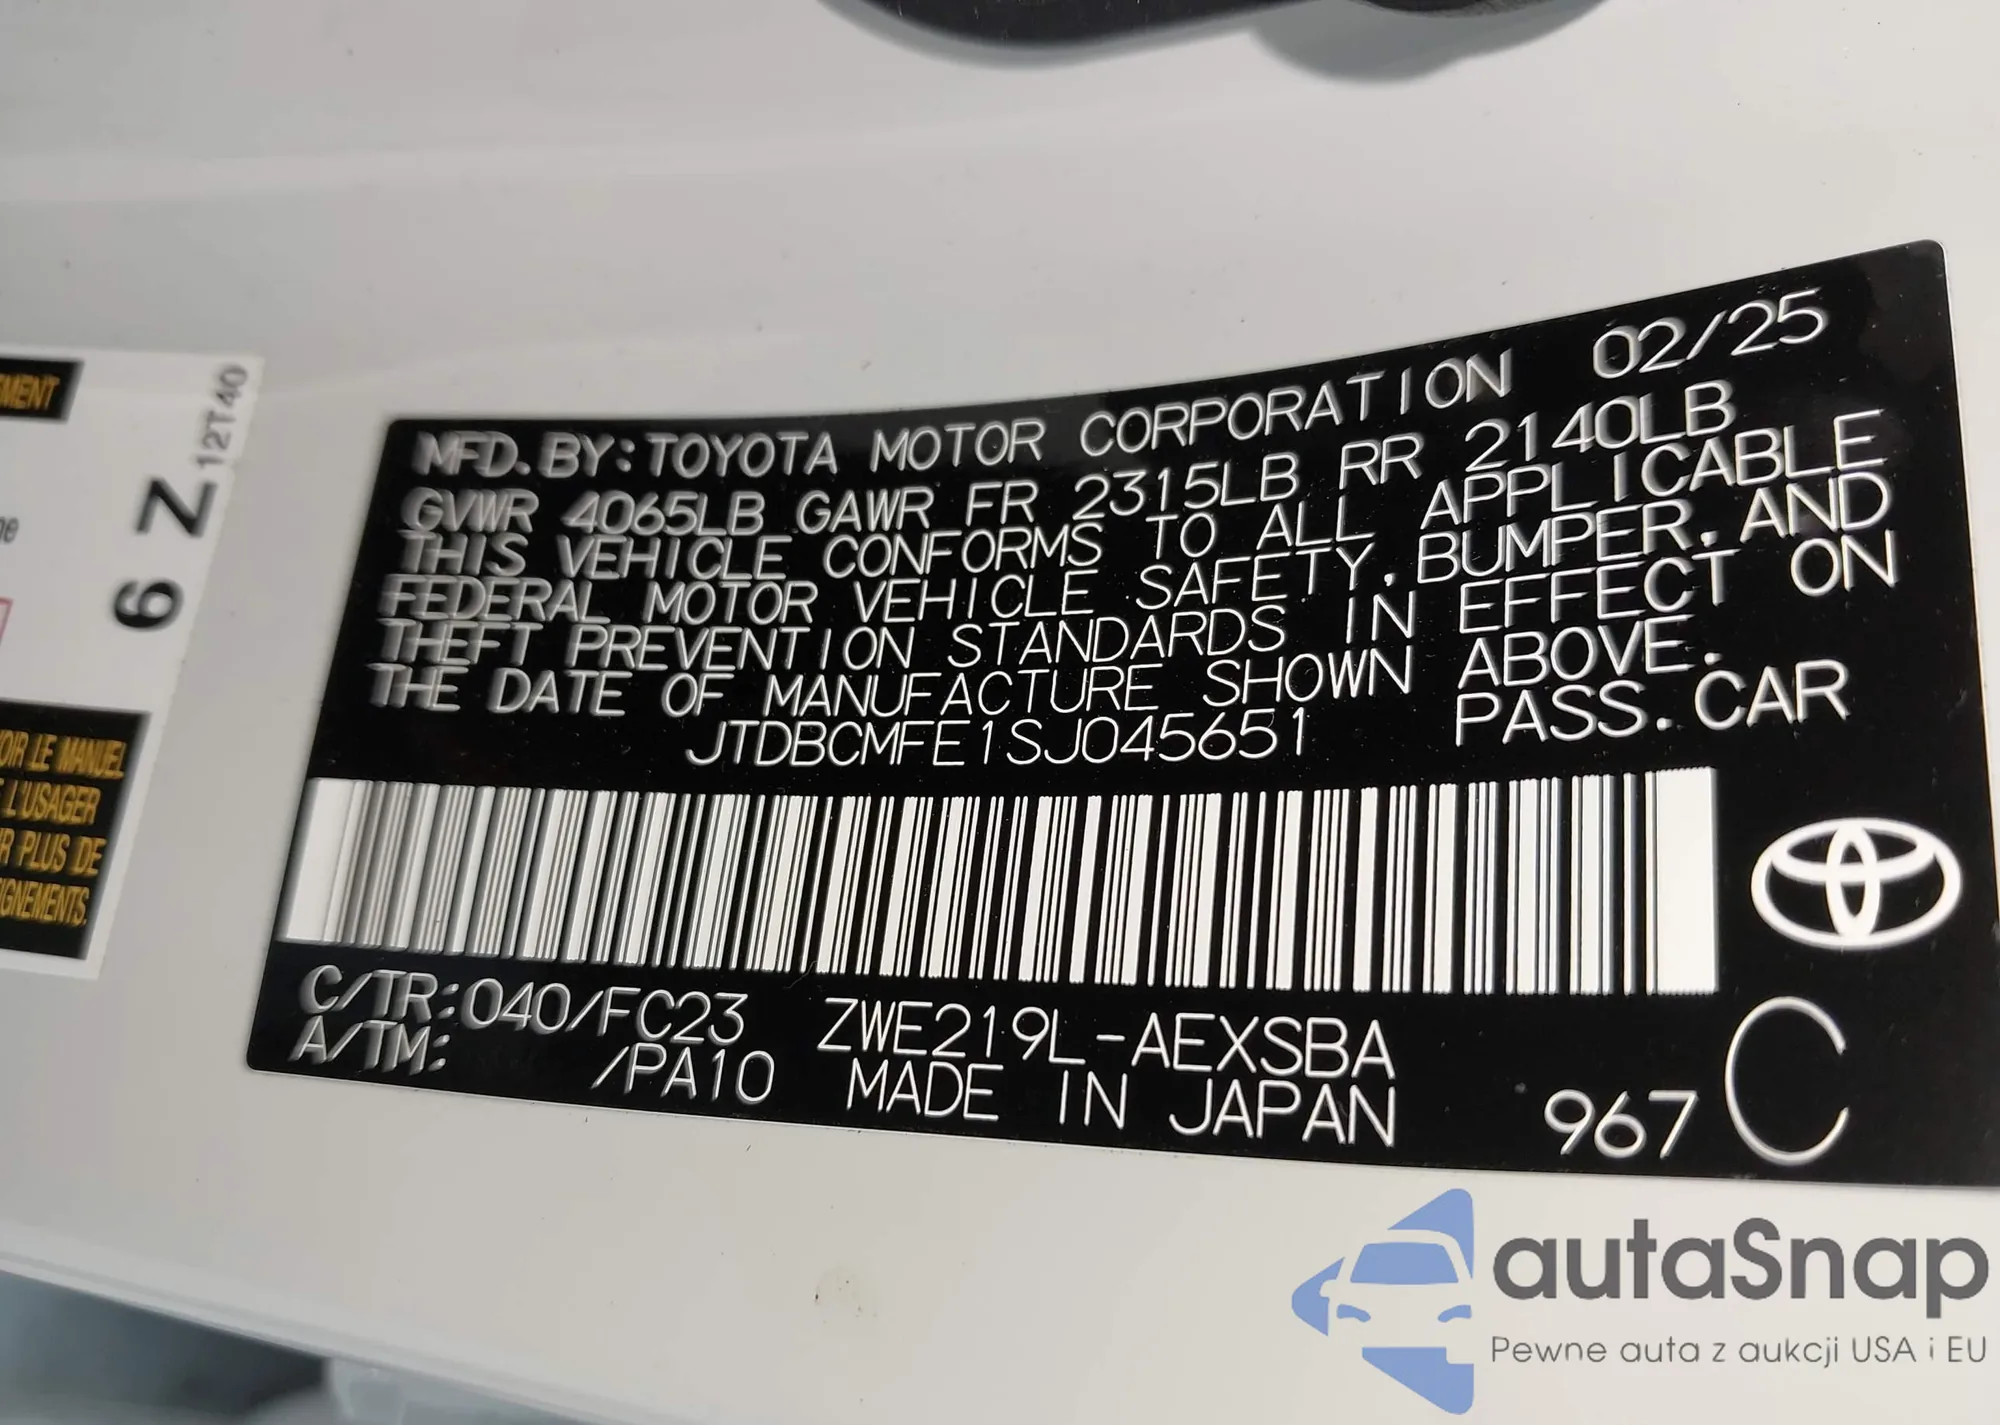 MFD. BY: TOYOTA MOTOR CORPORATION 02/25
GVWR 4065LB GAWR FR 2315LB RR 2140LB
THIS VEHICLE CONFORMS TO ALL APPLICABLE
FEDERAL MOTOR VEHICLE SAFETY, BUMPER, AND
THEFT PREVENTION STANDARDS IN EFFECT ON
THE DATE OF MANUFACTURE SHOWN ABOVE.
JTDBCMFE1SJ045651 PASS. CAR
C/TR: 040/FC23 ZWE219L-AEXSBA
A/TM: /PA10 MADE IN JAPAN 967 C
12T40
6 Z
OIR LE MANUEL
L'USAGER
R PLUS DE
autaSnap
Pewne auta z aukcji USA i EU